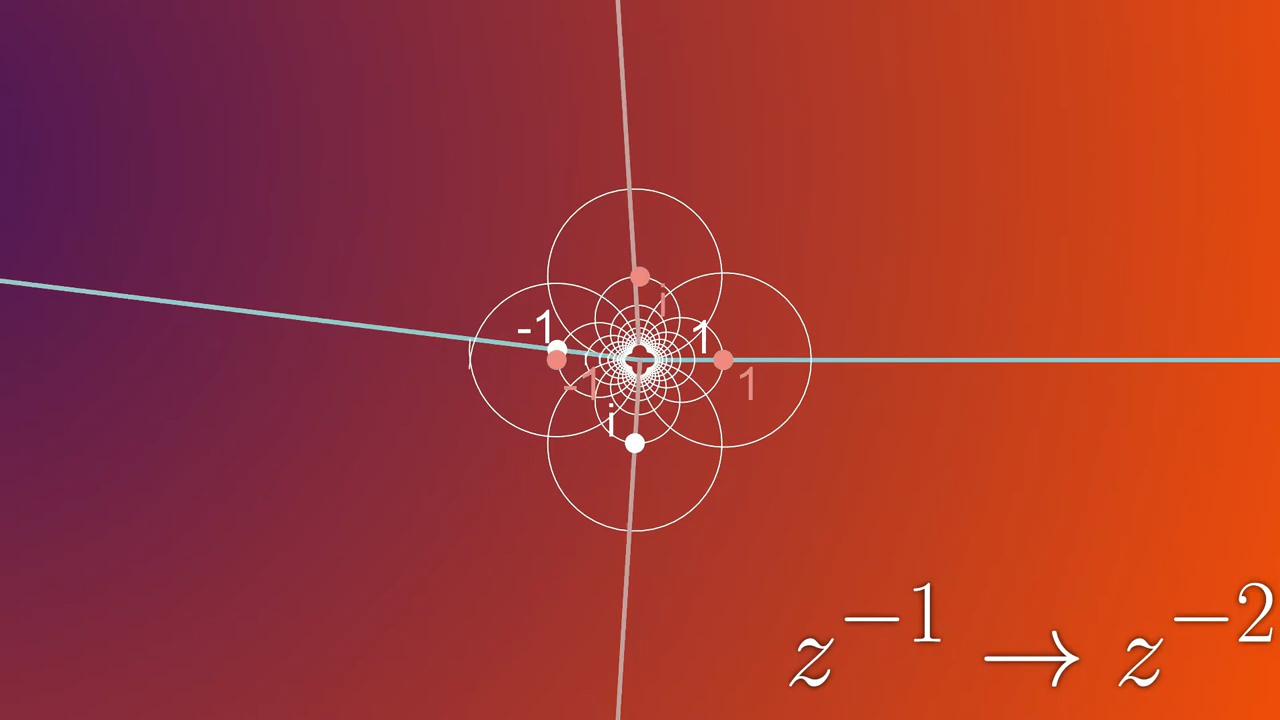 i
-1
1
-1
1
i
z^{-1} → z^{-2}